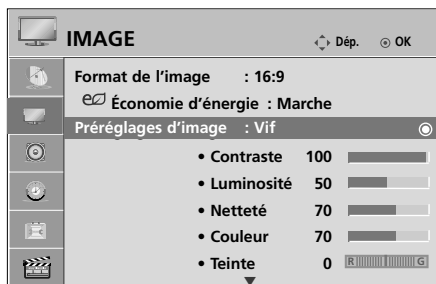 IMAGE Dép. OK
Format de l'image : 16:9
eco Économie d'énergie : Marche
Préréglages d'image : Vif
• Contraste 100
• Luminosité 50
• Netteté 70
• Couleur 70
• Teinte 0 R G